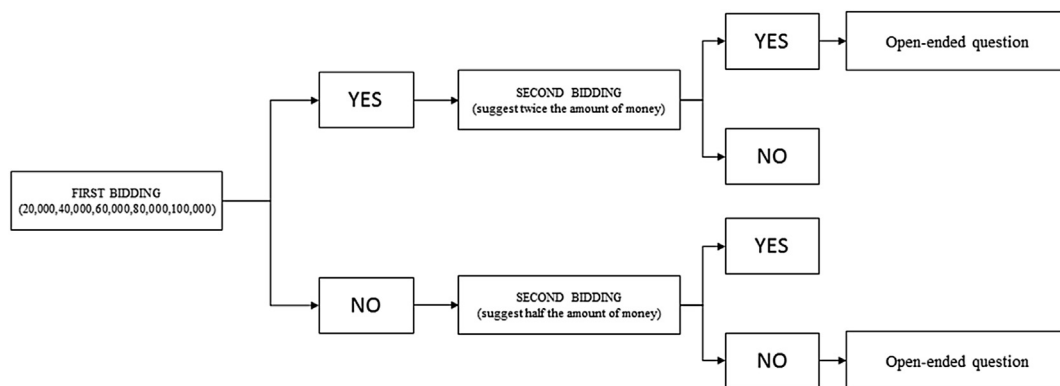 FIRST BIDDING
(20,000,40,000,60,000,80,000,100,000)
YES
SECOND BIDDING
(suggest twice the amount of money)
YES
Open-ended question
NO
NO
SECOND BIDDING
(suggest half the amount of money)
YES
NO
Open-ended question